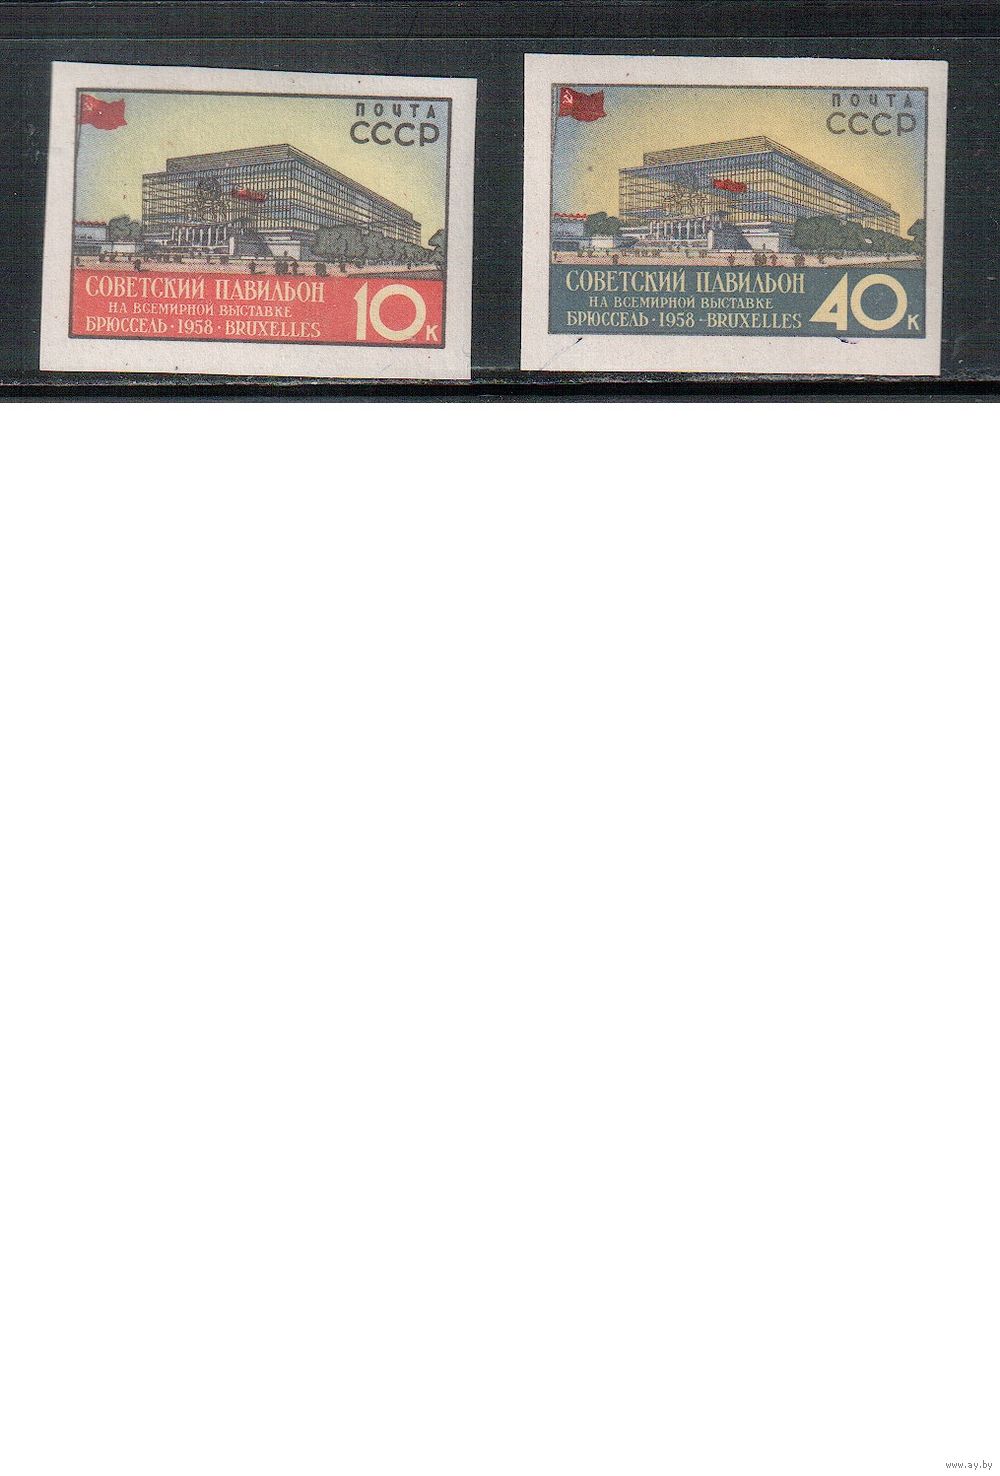 ПОЧТА
СССР
СОВЕТСКИЙ ПАВИЛЬОН
НА ВСЕМИРНОЙ ВЫСТАВКЕ
БРЮССЕЛЬ · 1958 · BRUXELLES
10 К
ПОЧТА
СССР
СОВЕТСКИЙ ПАВИЛЬОН
НА ВСЕМИРНОЙ ВЫСТАВКЕ
БРЮССЕЛЬ · 1958 · BRUXELLES
40 К
www.ay.by